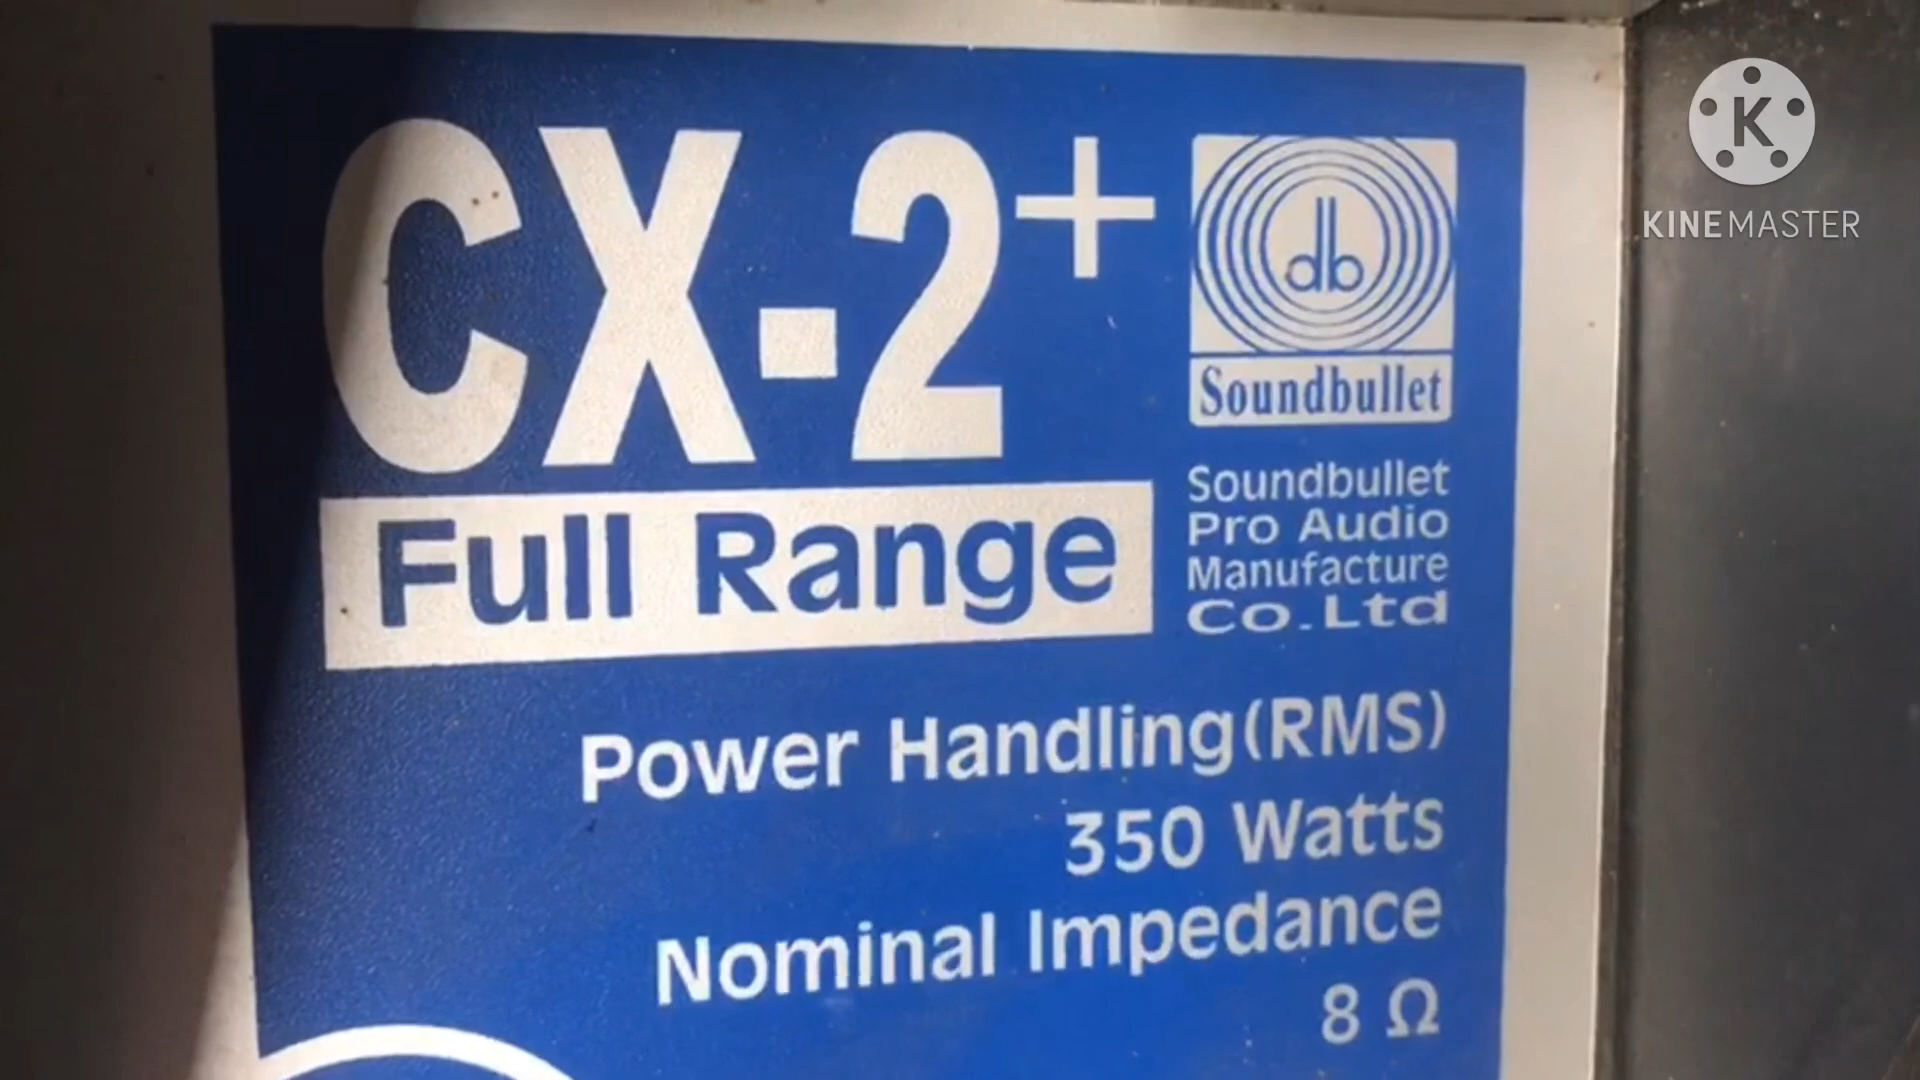 CX-2+
db
Soundbullet
Full Range
Soundbullet
Pro Audio
Manufacture
Co.Ltd
Power Handling(RMS)
350 Watts
Nominal Impedance
8 Ω
K
KINEMASTER